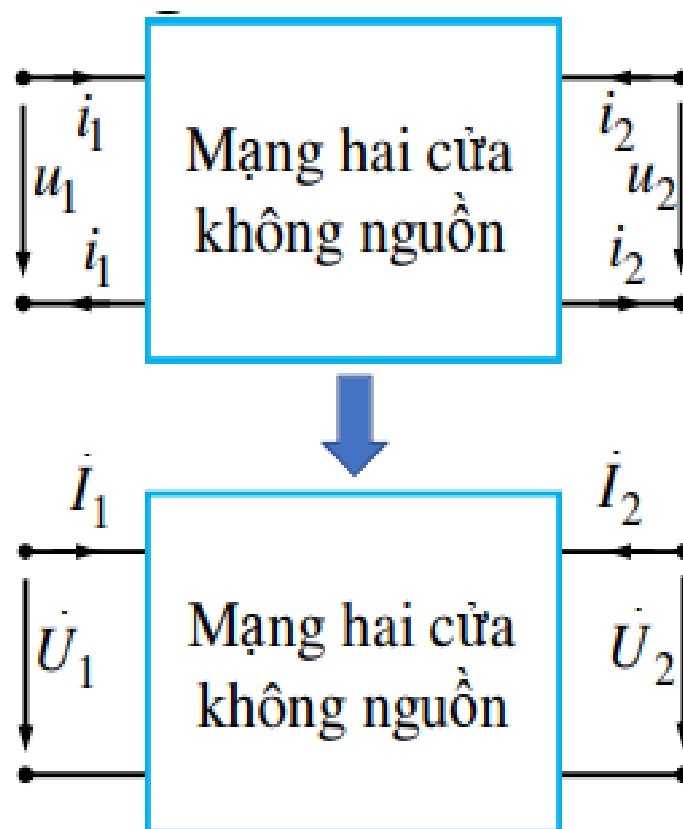 i₁ i₂
Mạng hai cửa
u₁ u₂
không nguồn
i₁ i₂
İ₁ İ₂
Mạng hai cửa
U̇₁ U̇₂
không nguồn